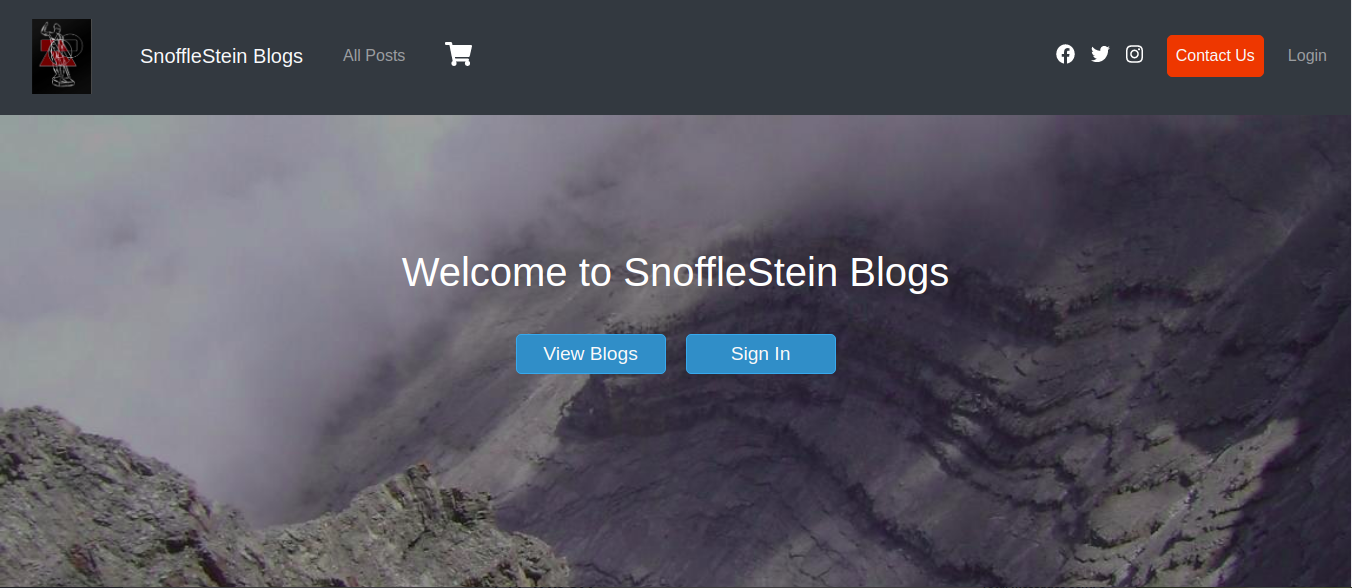 SnoffleStein Blogs
All Posts
Contact Us
Login
Welcome to SnoffleStein Blogs
View Blogs
Sign In